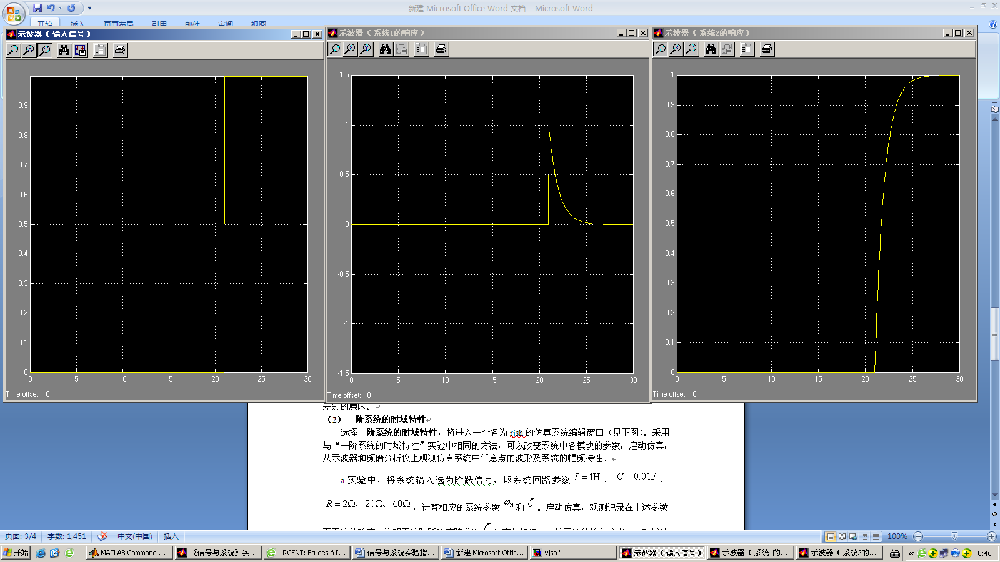 新建 Microsoft Office Word 文档 - Microsoft Word
开始 插入 页面布局 引用 邮件 审阅 视图
示波器（输入信号）
1
0.9
0.8
0.7
0.6
0.5
0.4
0.3
0.2
0.1
0
0 5 10 15 20 25 30
Time offset: 0
示波器（系统1的响应）
1.5
1
0.5
0
-0.5
-1
-1.5
0 5 10 15 20 25 30
Time offset: 0
示波器（系统2的响应）
1
0.9
0.8
0.7
0.6
0.5
0.4
0.3
0.2
0.1
0
0 5 10 15 20 25 30
Time offset: 0
差别的原因。
（2）二阶系统的时域特性
选择二阶系统的时域特性，将进入一个名为 rjsh 的仿真系统编辑窗口（见下图）。采用
与“一阶系统的时域特性”实验中相同的方法，可以改变系统中各模块的参数，启动仿真，
从示波器和频谱分析仪上观测仿真系统中任意点的波形及系统的幅频特性。
a.实验中，将系统输入选为阶跃信号，取系统回路参数 L=1H， C=0.01F，
R=2Ω、20Ω、40Ω，计算相应的系统参数 ωn 和 ζ。启动仿真，观测记录在上述参数
页面: 3/4 字数: 1,451 中文(中国) 插入 100%
开始 MATLAB Command ... 《信号与系统》实... URGENT: Etudes à l'... 信号与系统实验指... 新建 Microsoft Offic... yjsh * 示波器（输入信号） 示波器（系统1的... 示波器（系统2的... 8:46